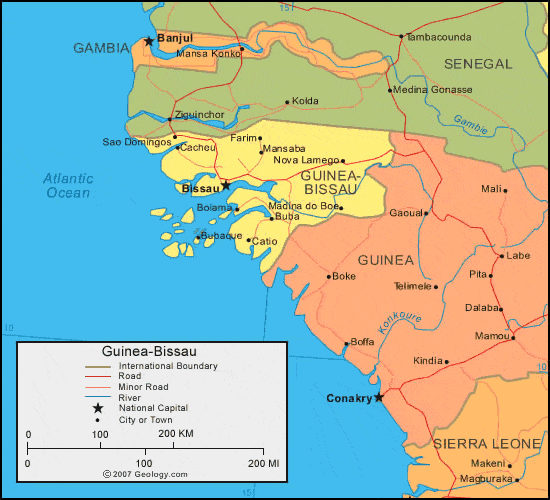 15
GAMBIA
Banjul
Mansa Konko
Tambacounda
SENEGAL
Medina Gonasse
Kolda
Ziguinchor
Gambie
Sao Domingos
Farim
Cacheu
Mansaba
Nova Lamego
Atlantic
Ocean
Bissau
GUINEA-
BISSAU
Mali
Bolama
Madina do Boe
Buba
Gaoual
Bubaque
Catio
GUINEA
Labe
Boke
Pita
Telimele
Dalaba
Konkoure
10
Boffa
Mamou
Kindia
Conakry
SIERRA LEONE
Makeni
Magburaka
Guinea-Bissau
International Boundary
Road
Minor Road
River
National Capital
City or Town
0 100 200 KM
0 100 200 MI
© 2007 Geology.com
15
10